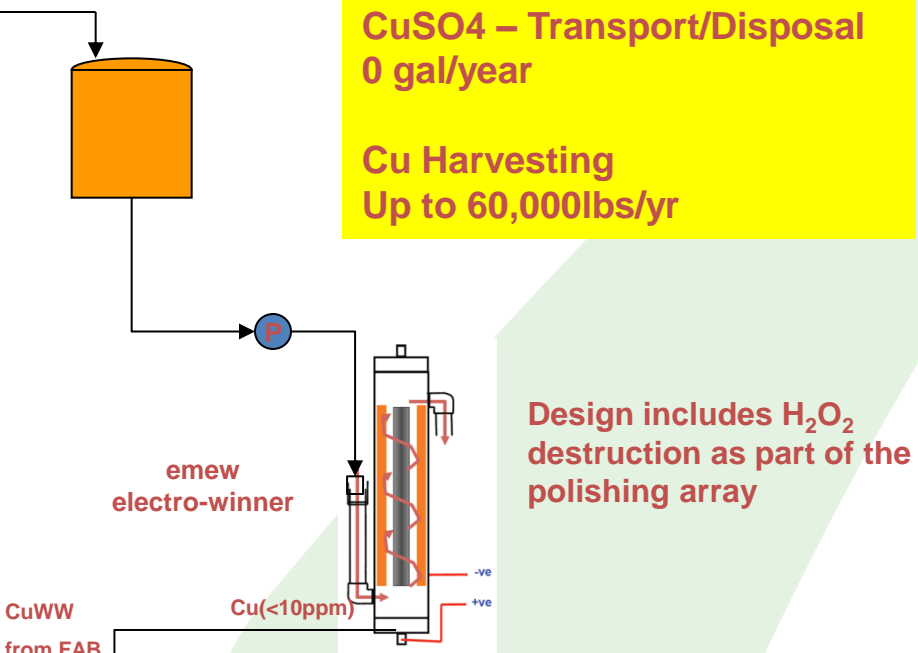 CuSO4 – Transport/Disposal
0 gal/year
Cu Harvesting
Up to 60,000lbs/yr
P
emew
electro-winner
Design includes H₂O₂
destruction as part of the
polishing array
-ve
+ve
Cu(<10ppm)
CuWW
from FAB